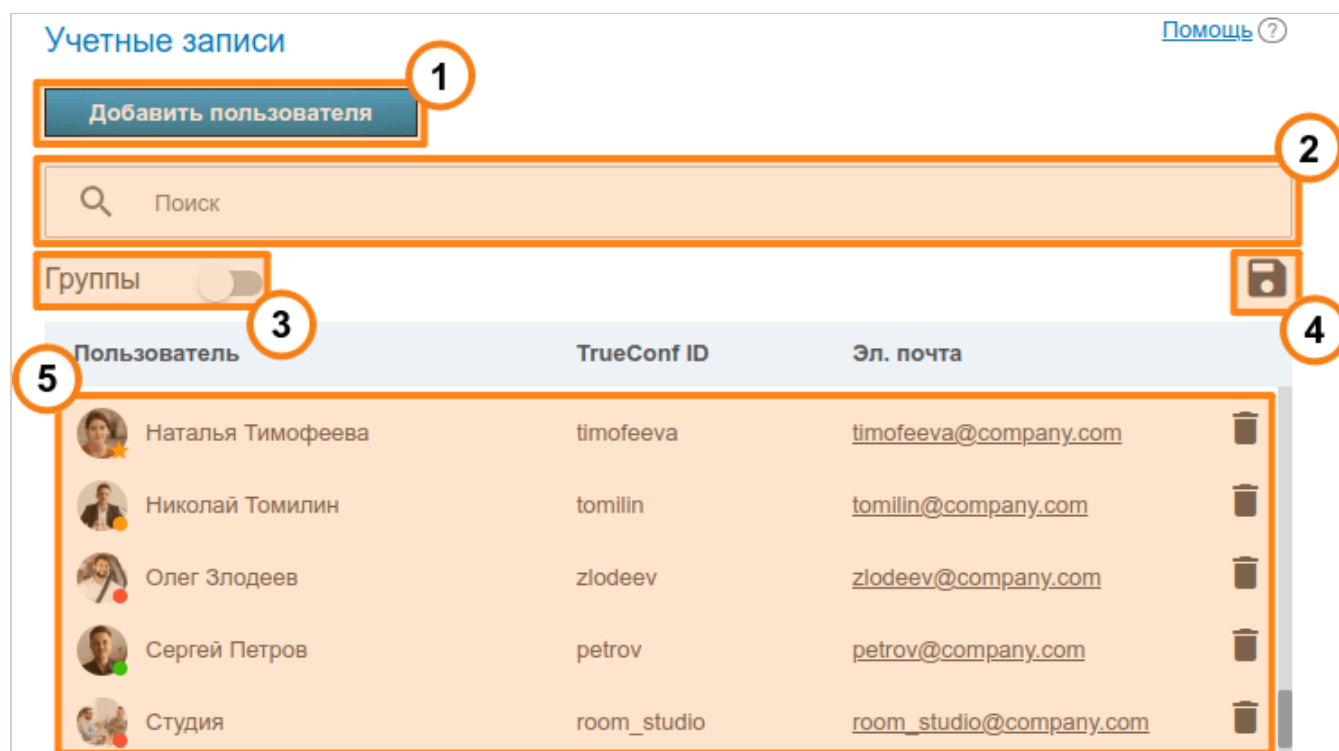 Учетные записи Помощь ?
1
Добавить пользователя
2
Поиск
Группы
3
4
Пользователь TrueConf ID Эл. почта
5
Наталья Тимофеева timofeeva timofeeva@company.com
Николай Томилин tomilin tomilin@company.com
Олег Злодеев zlodeev zlodeev@company.com
Сергей Петров petrov petrov@company.com
Студия room_studio room_studio@company.com